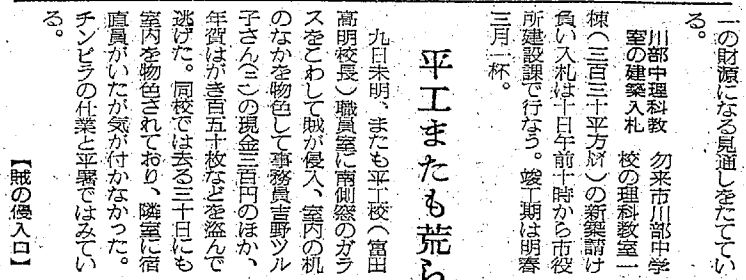 一の財源になる見通しをたててい
る。
川部中理科教
室の建築入札
勿来市川部中学
校の理科教室一
棟(三百三十平方㍍)の新築請け
負い入札は十日午前十時から市役
所建設課で行なう。竣工期は明春
三月一杯。
平工またも荒ら
九日未明、またも平工校(富田
高明校長)職員室に南側窓のガラ
スをこわして賊が侵入、室内の机
のなかを物色して事務員吉野ツル
子さん の現金三百円のほか、
年賀はがき百五十枚などを盗んで
逃げた。同校では去る三十日にも
室内を物色されており、隣室に宿
直員がいたが気が付かなかった。
チンピラの仕業と平署ではみてい
る。
【賊の侵入口】